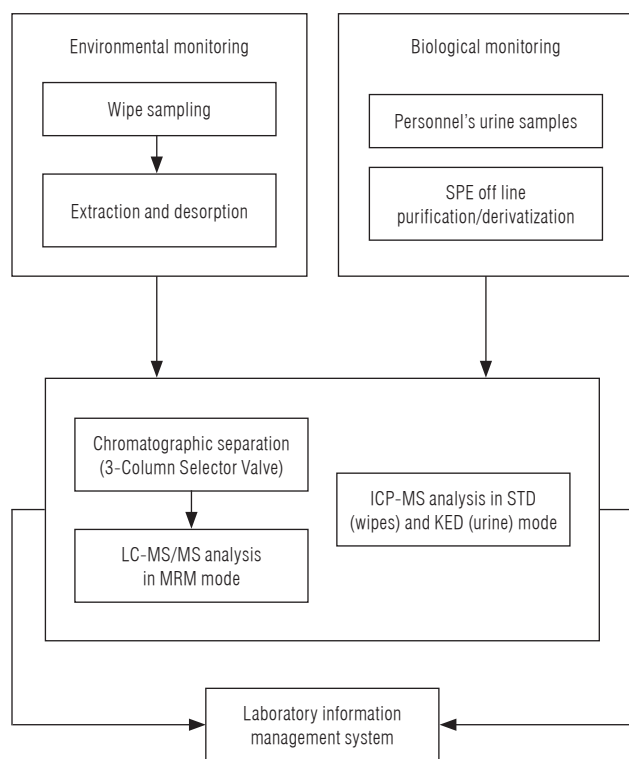 Environmental monitoring
Wipe sampling
Extraction and desorption
Biological monitoring
Personnel's urine samples
SPE off line
purification/derivatization
Chromatographic separation
(3-Column Selector Valve)
LC-MS/MS analysis
in MRM mode
ICP-MS analysis in STD
(wipes) and KED (urine) mode
Laboratory information
management system